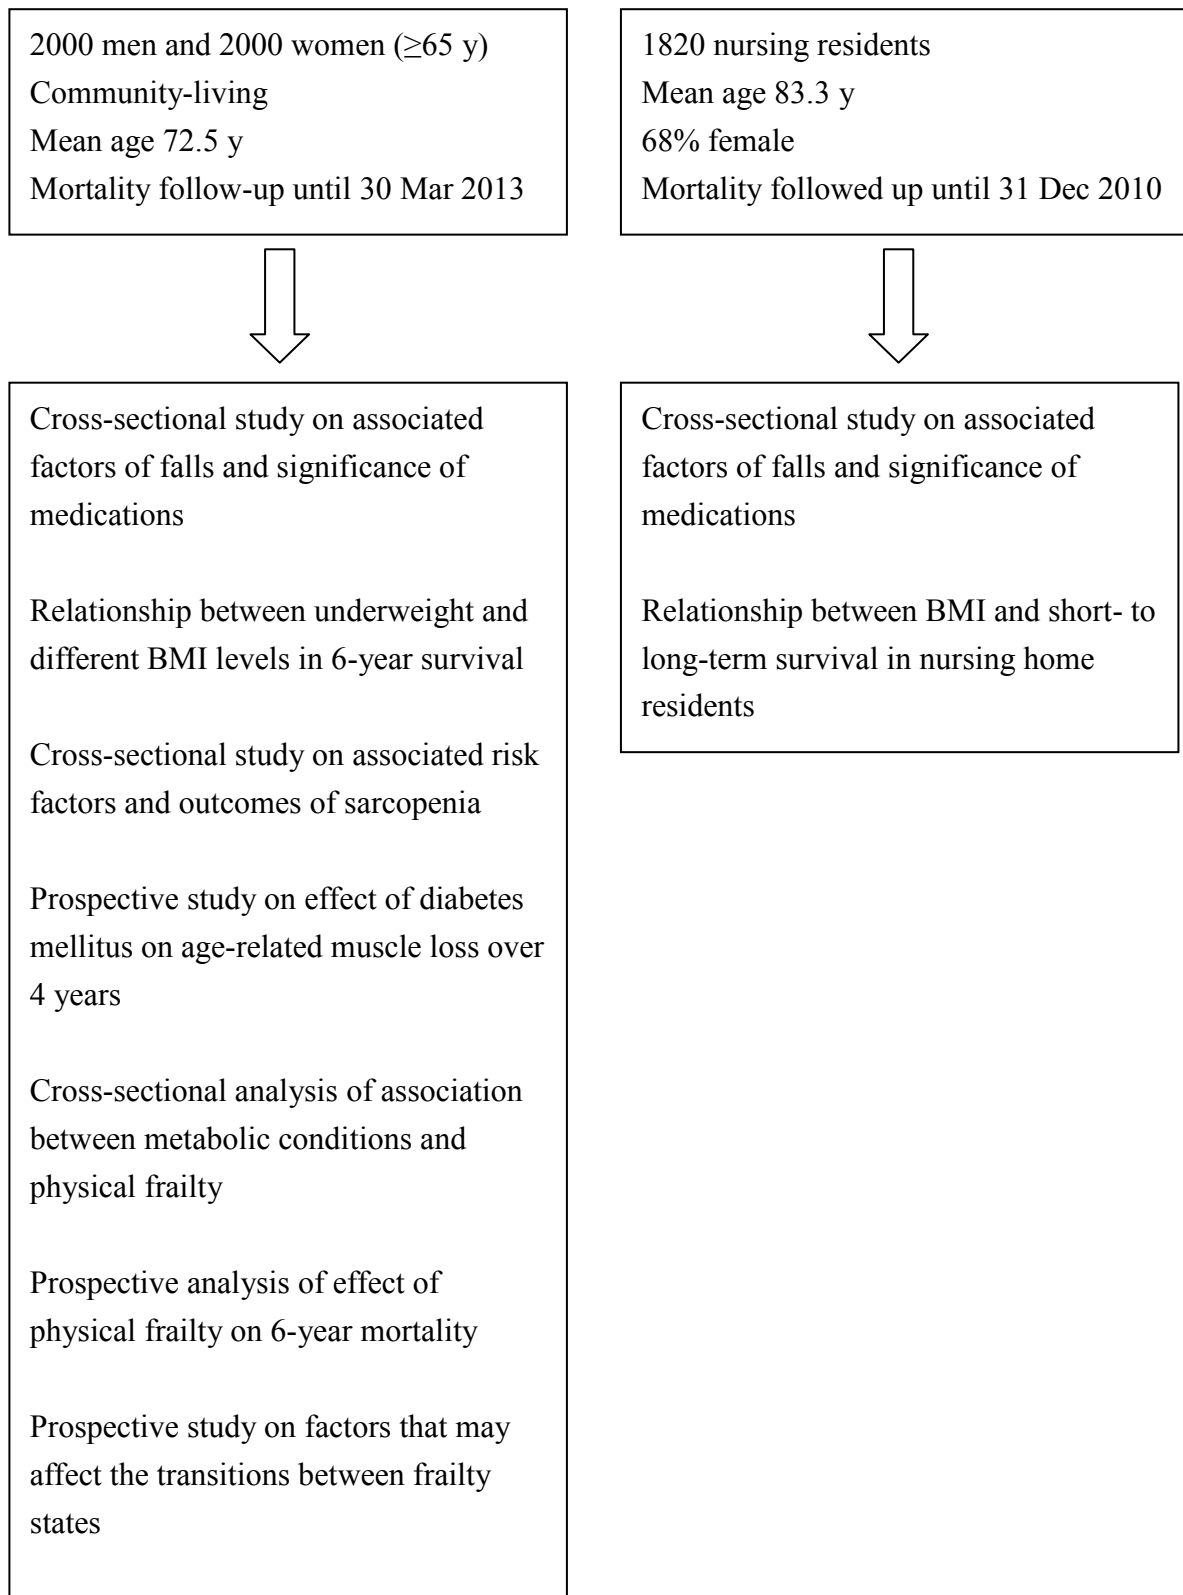 2000 men and 2000 women (≥65 y)
Community-living
Mean age 72.5 y
Mortality follow-up until 30 Mar 2013
1820 nursing residents
Mean age 83.3 y
68% female
Mortality followed up until 31 Dec 2010
Cross-sectional study on associated
factors of falls and significance of
medications
Relationship between underweight and
different BMI levels in 6-year survival
Cross-sectional study on associated risk
factors and outcomes of sarcopenia
Prospective study on effect of diabetes
mellitus on age-related muscle loss over
4 years
Cross-sectional analysis of association
between metabolic conditions and
physical frailty
Prospective analysis of effect of
physical frailty on 6-year mortality
Prospective study on factors that may
affect the transitions between frailty
states
Cross-sectional study on associated
factors of falls and significance of
medications
Relationship between BMI and short- to
long-term survival in nursing home
residents